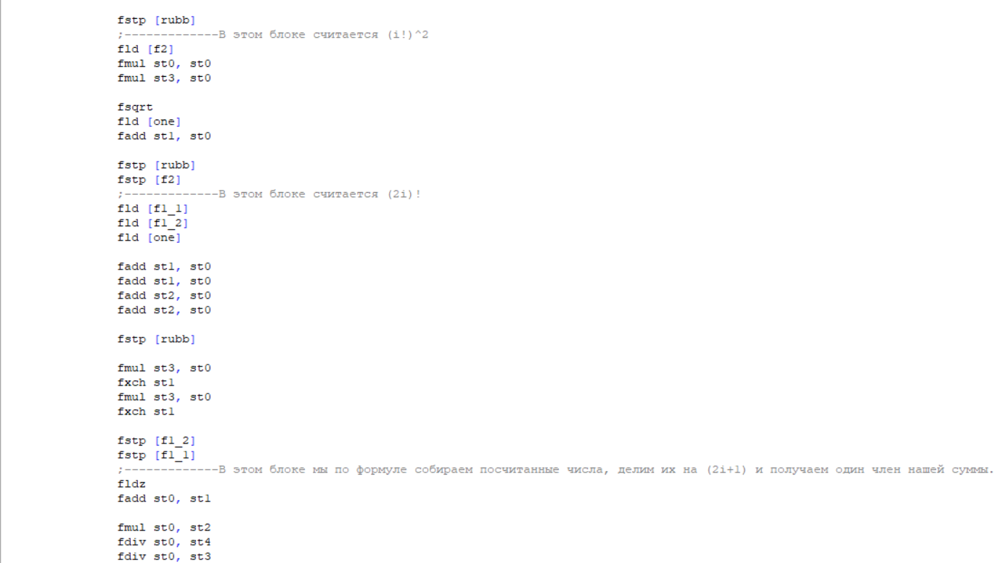 fstp [rubb]
;-------------В этом блоке считается (i!)^2
fld [f2]
fmul st0, st0
fmul st3, st0
fsqrt
fld [one]
fadd st1, st0
fstp [rubb]
fstp [f2]
;-------------В этом блоке считается (2i)!
fld [f1_1]
fld [f1_2]
fld [one]
fadd st1, st0
fadd st1, st0
fadd st2, st0
fadd st2, st0
fstp [rubb]
fmul st3, st0
fxch st1
fmul st3, st0
fxch st1
fstp [f1_2]
fstp [f1_1]
;-------------В этом блоке мы по формуле собираем посчитанные числа, делим их на (2i+1) и получаем один член нашей суммы.
fldz
fadd st0, st1
fmul st0, st2
fdiv st0, st4
fdiv st0, st3